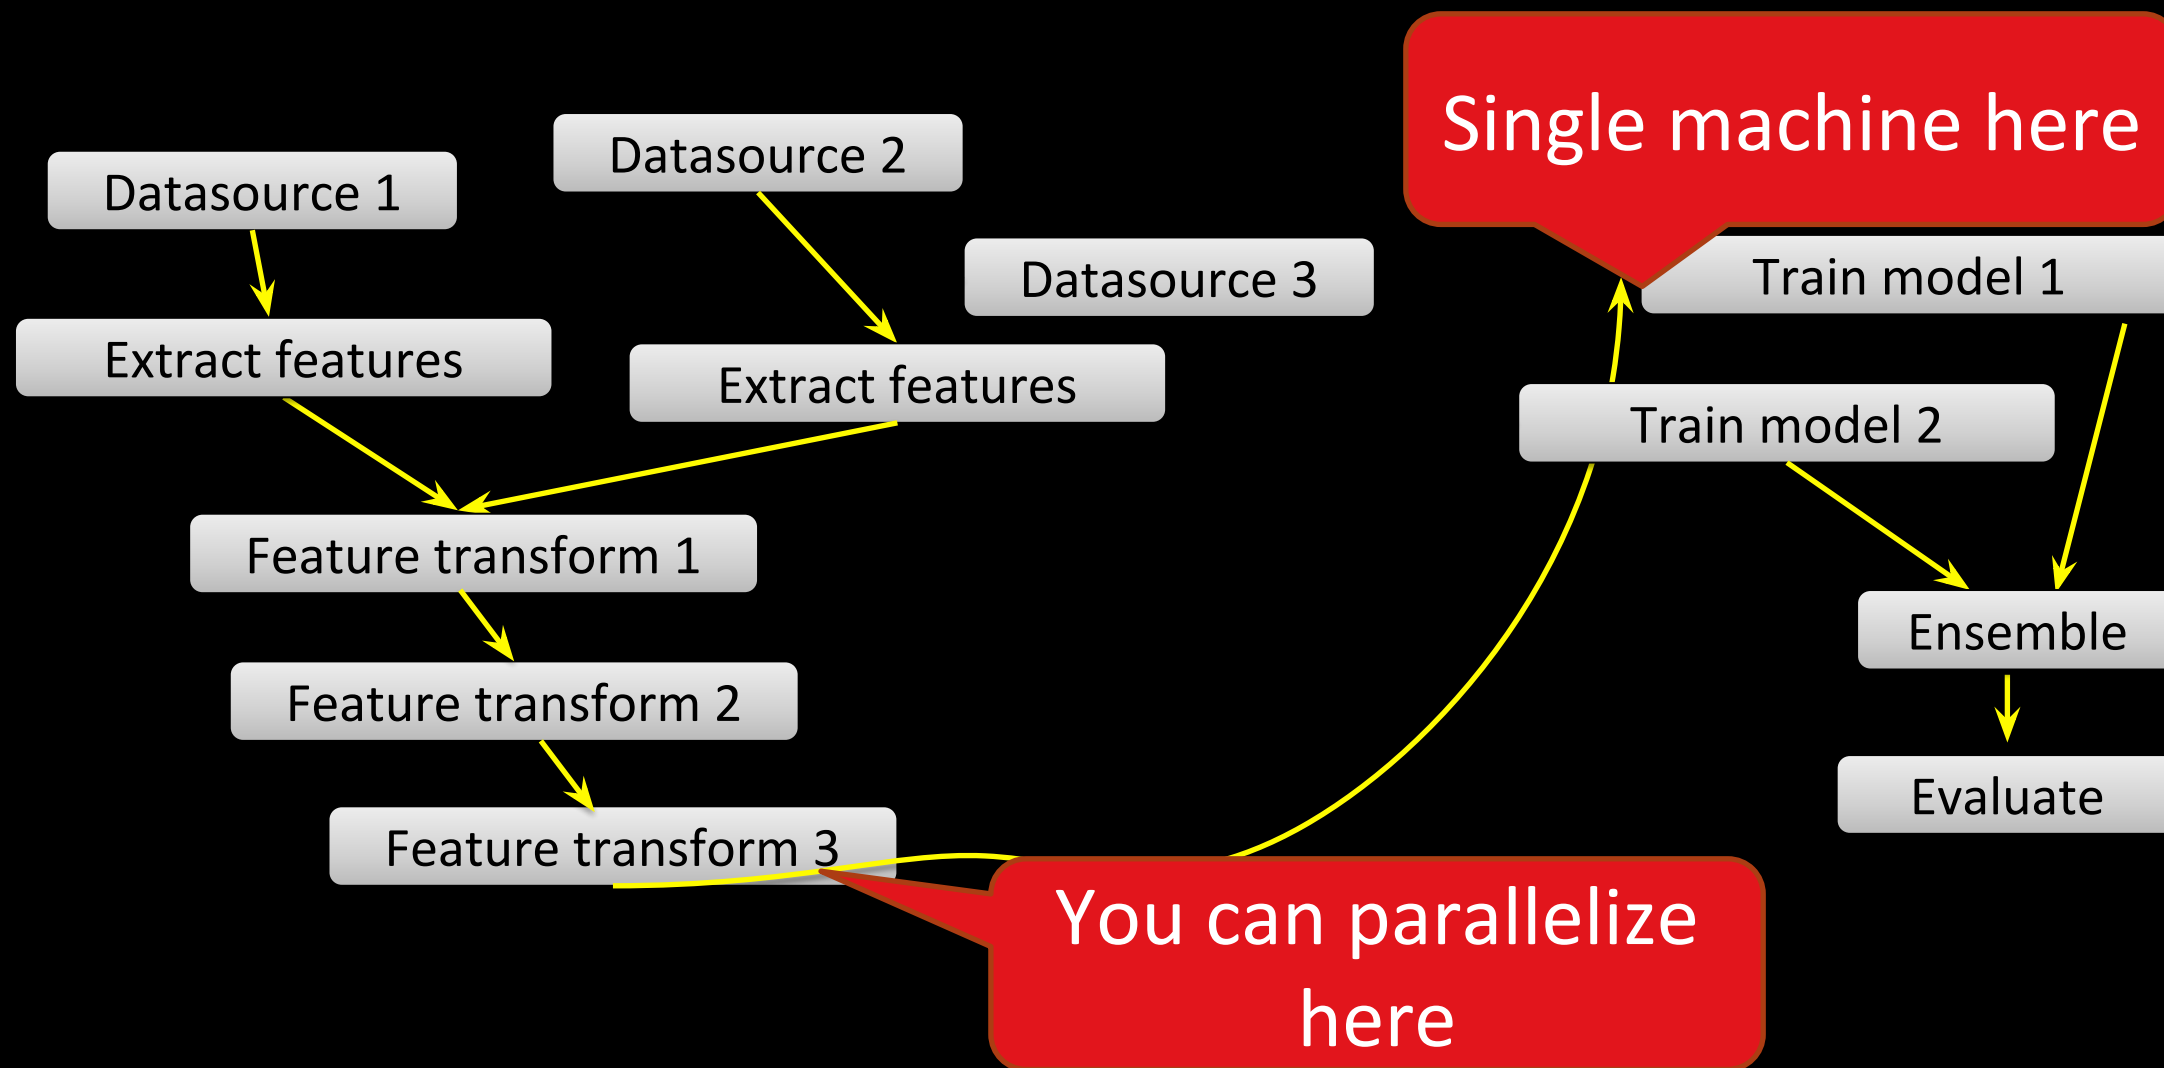 Single machine here
Datasource 1
Datasource 2
Datasource 3
Train model 1
Extract features
Extract features
Train model 2
Feature transform 1
Ensemble
Feature transform 2
Evaluate
Feature transform 3
You can parallelize
here